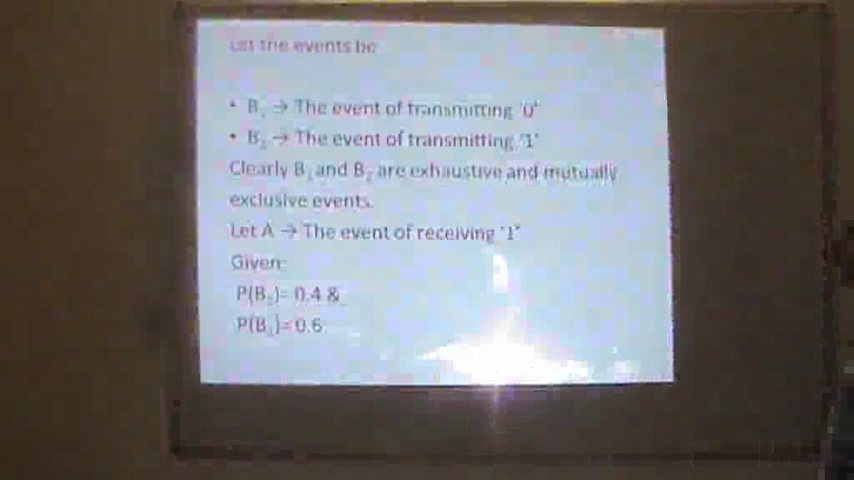 Let the events be
• B₁ → The event of transmitting '0'
• B₂ → The event of transmitting '1'
Clearly B₁ and B₂ are exhaustive and mutually
exclusive events.
Let A → The event of receiving '1'
Given:
P(B₂)= 0.4 &
P(B₁)=0.6